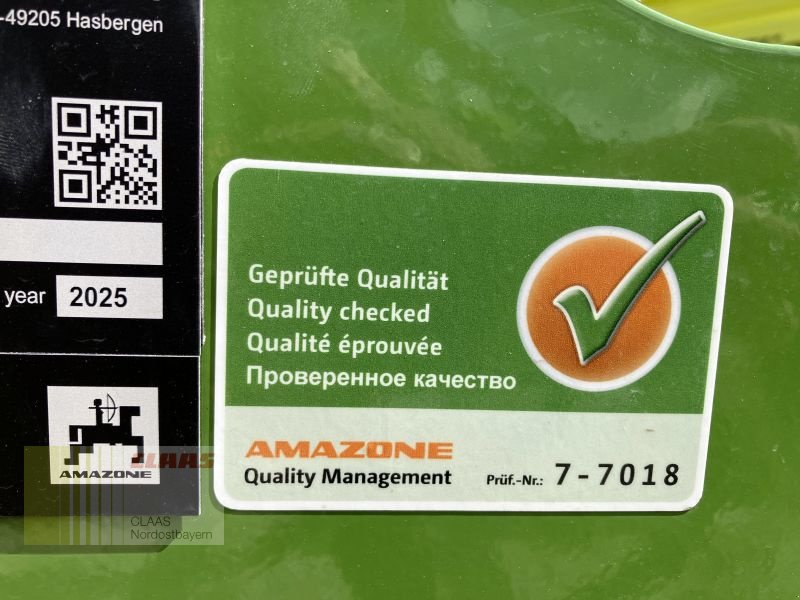 -49205 Hasbergen
year 2025
AMAZONE
CLAAS
CLAAS
Nordostbayern
Geprüfte Qualität
Quality checked
Qualité éprouvée
Проверенное качество
AMAZONE
Quality Management
Prüf.-Nr.: 7-7018